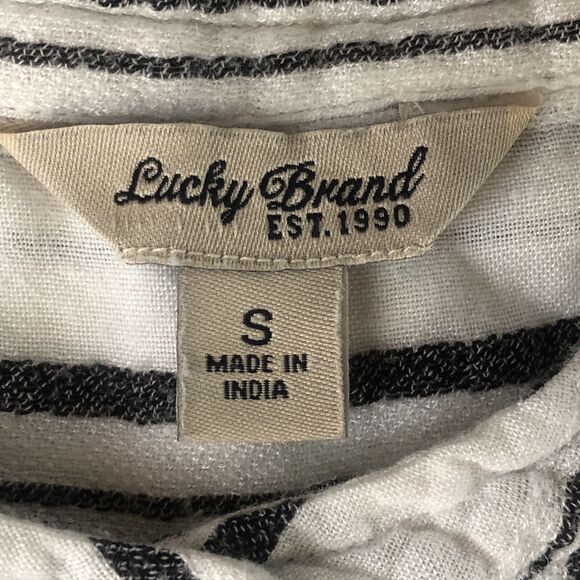 Lucky Brand
EST. 1990
S
MADE IN
INDIA